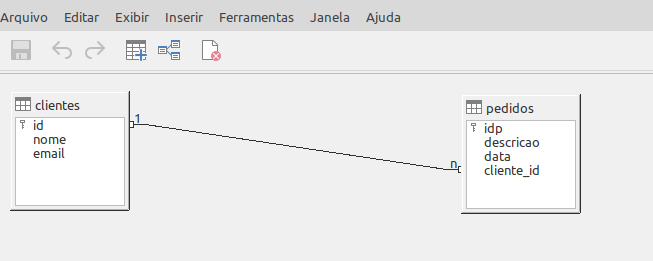 Arquivo Editar Exibir Inserir Ferramentas Janela Ajuda
clientes
id
nome
email
1
n
pedidos
idp
descricao
data
cliente_id